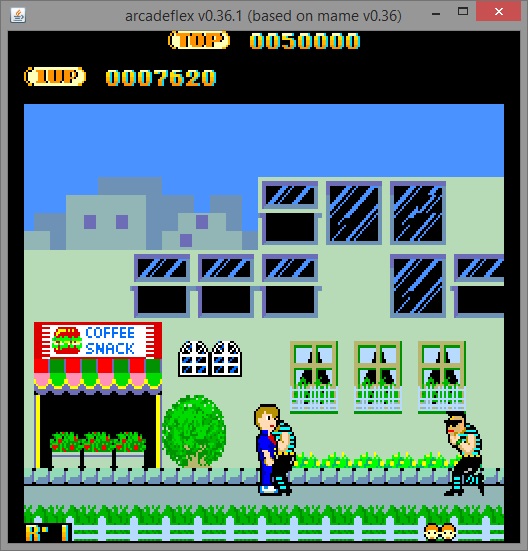 arcadeflex v0.36.1 (based on mame v0.36)
TOP 0050000
1UP 0007620
COFFEE
SNACK
R· 1